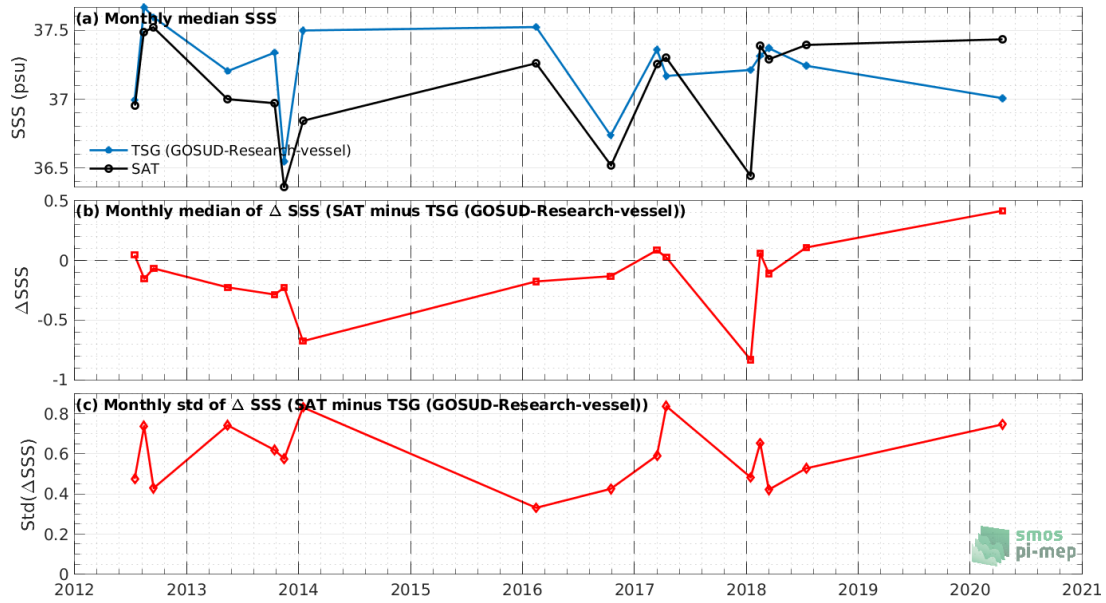 (a) Monthly median SSS
37.5
37
36.5
SSS (psu)
TSG (GOSUD-Research-vessel)
SAT
(b) Monthly median of Δ SSS (SAT minus TSG (GOSUD-Research-vessel))
0.5
0
-0.5
-1
ΔSSS
(c) Monthly std of Δ SSS (SAT minus TSG (GOSUD-Research-vessel))
0.8
0.6
0.4
0.2
0
Std(ΔSSS)
smos
pi-mep
2012 2013 2014 2015 2016 2017 2018 2019 2020 2021